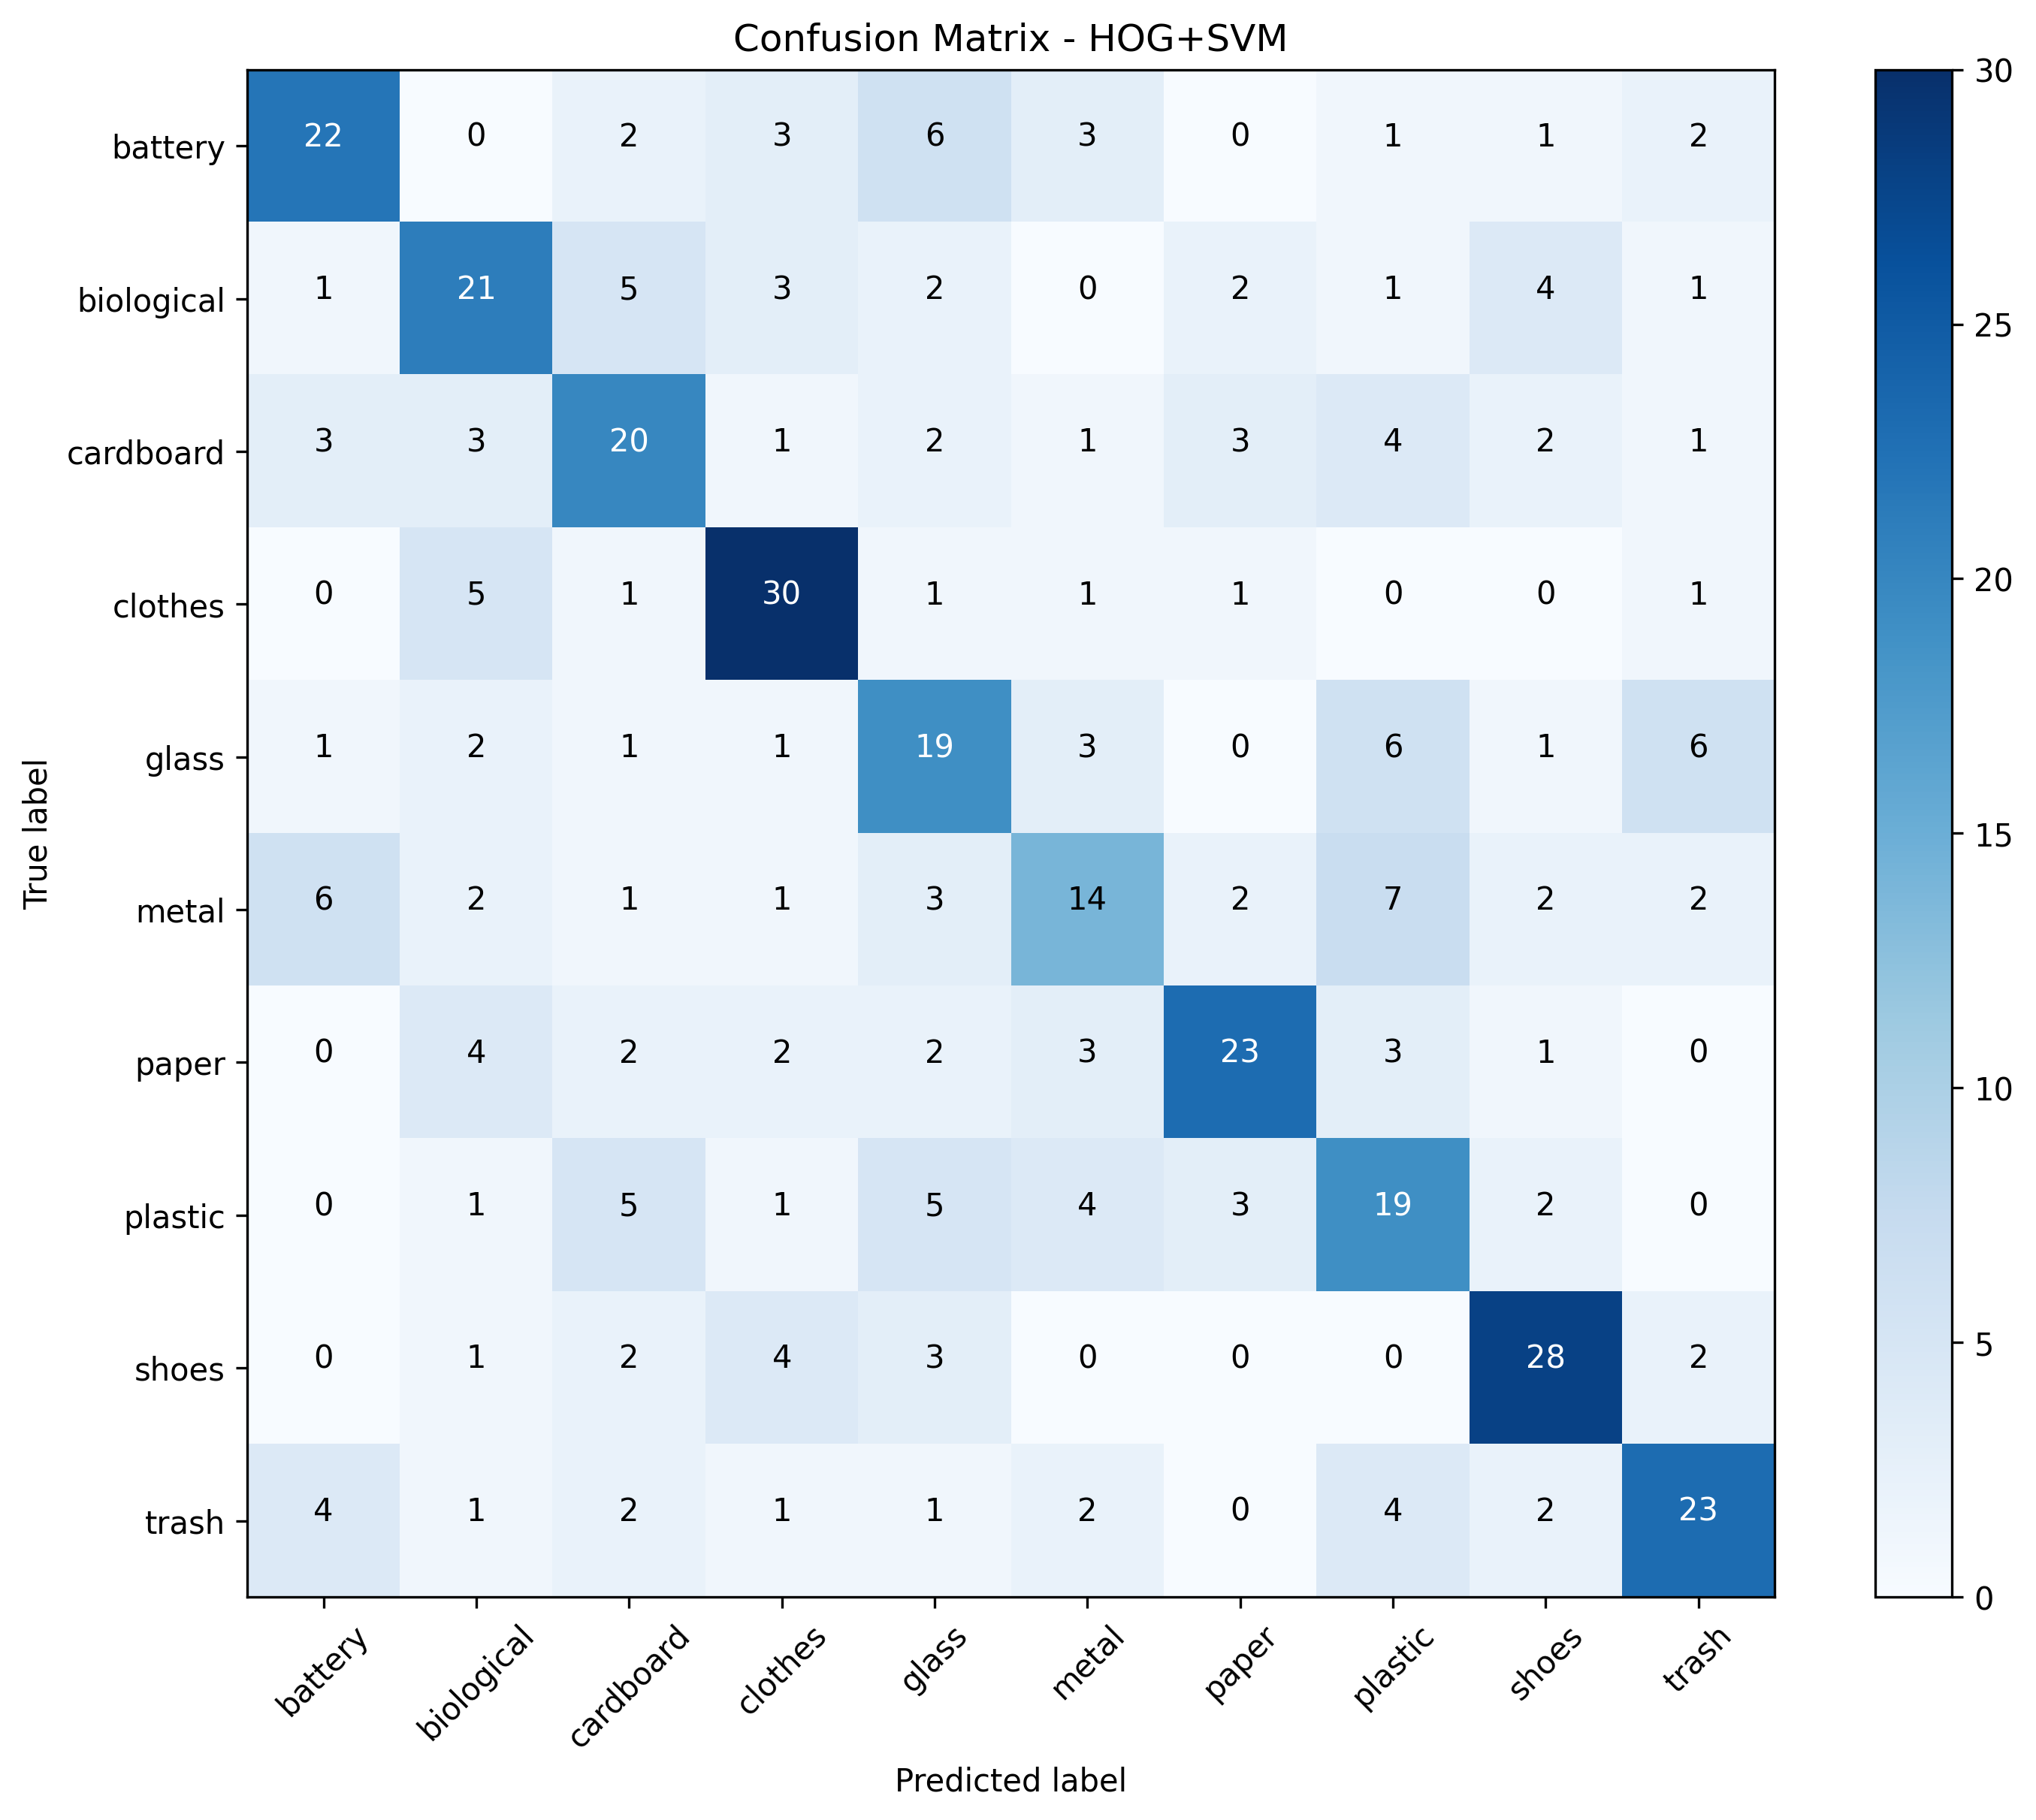 Confusion Matrix - HOG+SVM
battery 22 0 2 3 6 3 0 1 1 2
biological 1 21 5 3 2 0 2 1 4 1
cardboard 3 3 20 1 2 1 3 4 2 1
clothes 0 5 1 30 1 1 1 0 0 1
glass 1 2 1 1 19 3 0 6 1 6
metal 6 2 1 1 3 14 2 7 2 2
paper 0 4 2 2 2 3 23 3 1 0
plastic 0 1 5 1 5 4 3 19 2 0
shoes 0 1 2 4 3 0 0 0 28 2
trash 4 1 2 1 1 2 0 4 2 23
battery biological cardboard clothes glass metal paper plastic shoes trash
Predicted label
True label
30
25
20
15
10
5
0